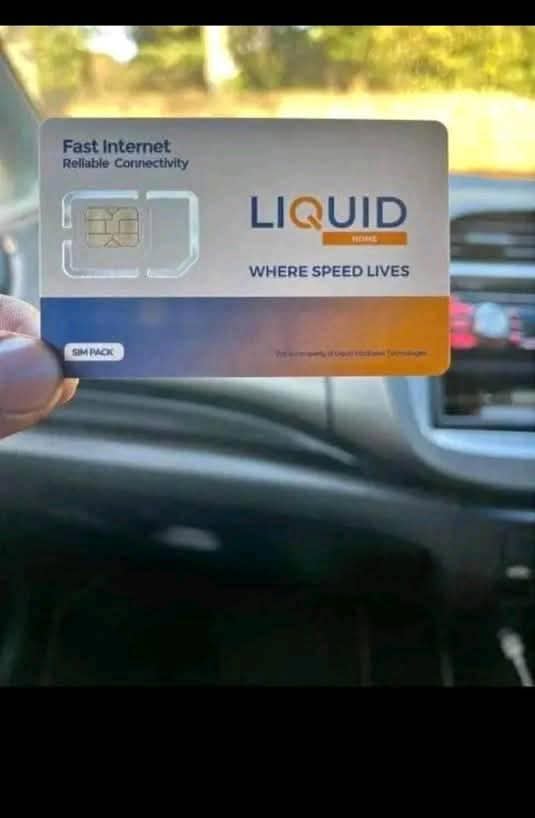 Fast Internet
Reliable Connectivity
LIQUID
HOME
WHERE SPEED LIVES
SIM PACK